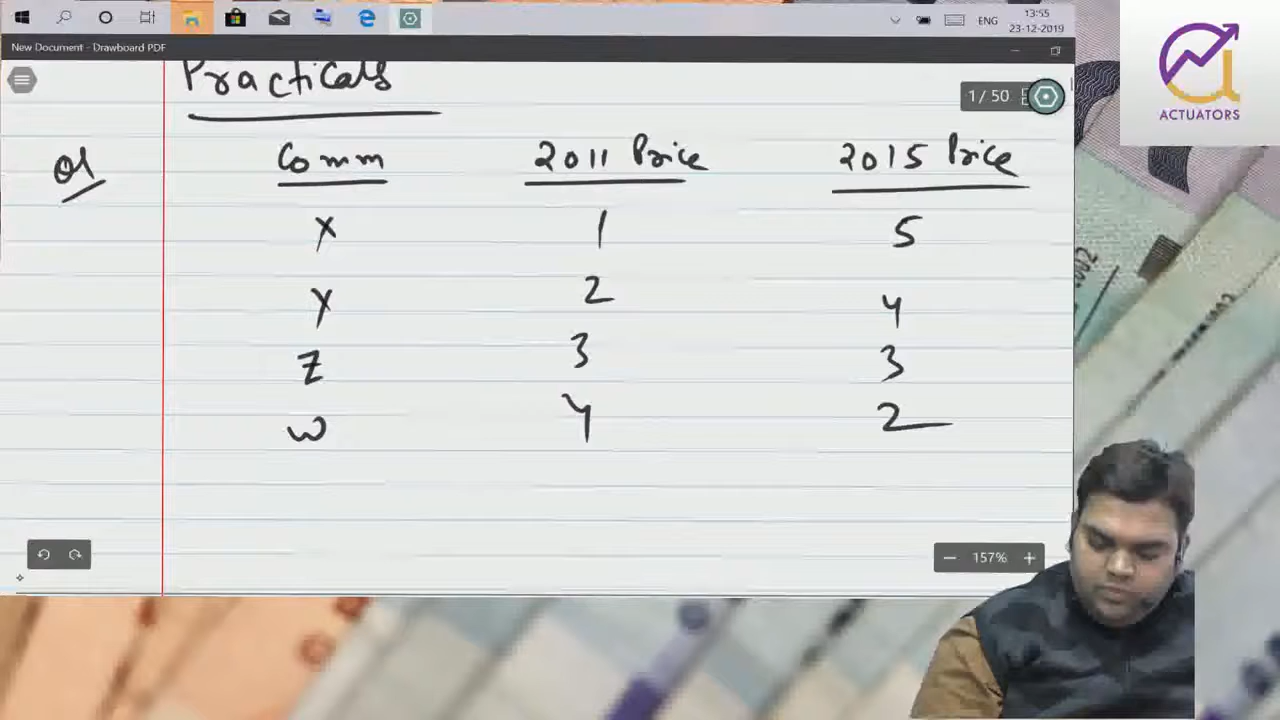 13:55
ENG
23-12-2019
New Document - Drawboard PDF
Practicals
1 / 50
ACTUATORS
Q1 Comm 2011 Price 2015 Price
X 1 5
Y 2 4
Z 3 3
W 4 2
157%